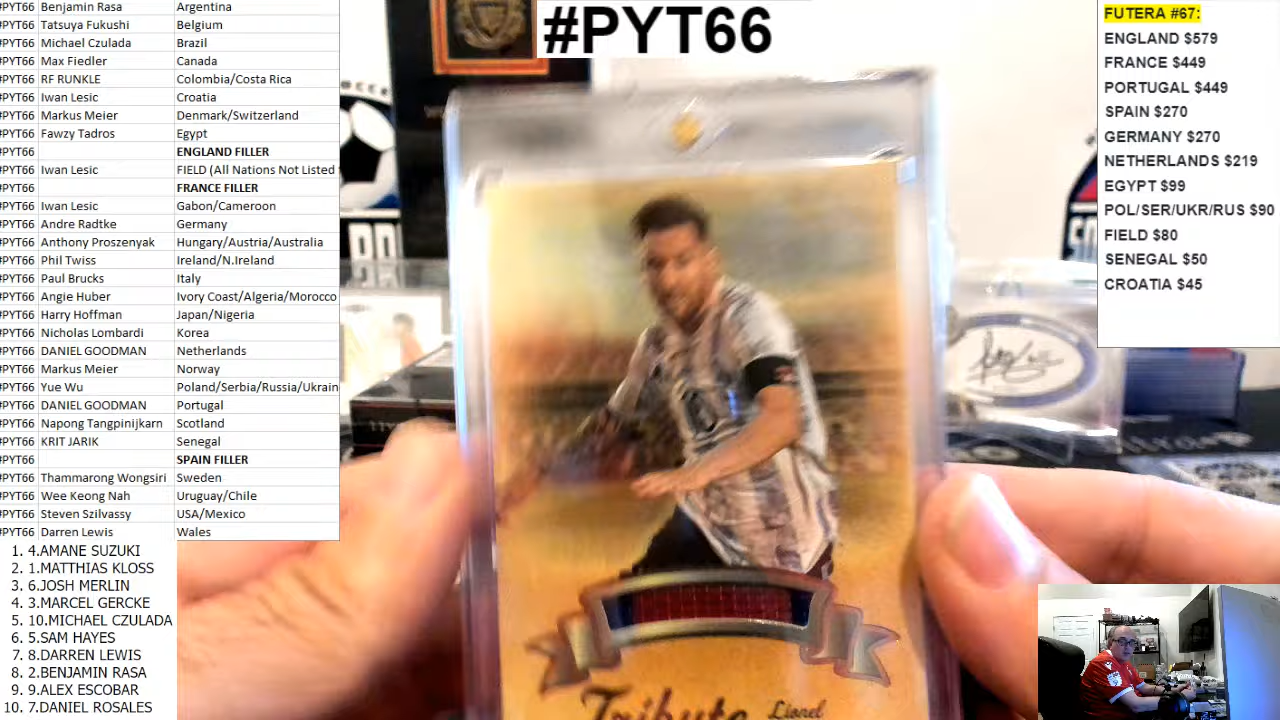 #PYT66 Benjamin Rasa Argentina
#PYT66 Tatsuya Fukushi Belgium
#PYT66 Michael Czulada Brazil
#PYT66 Max Fiedler Canada
#PYT66 RF RUNKLE Colombia/Costa Rica
#PYT66 Iwan Lesic Croatia
#PYT66 Markus Meier Denmark/Switzerland
#PYT66 Fawzy Tadros Egypt
#PYT66 ENGLAND FILLER
#PYT66 Iwan Lesic FIELD (All Nations Not Listed
#PYT66 FRANCE FILLER
#PYT66 Iwan Lesic Gabon/Cameroon
#PYT66 Andre Radtke Germany
#PYT66 Anthony Proszenyak Hungary/Austria/Australia
#PYT66 Phil Twiss Ireland/N.Ireland
#PYT66 Paul Brucks Italy
#PYT66 Angie Huber Ivory Coast/Algeria/Morocco
#PYT66 Harry Hoffman Japan/Nigeria
#PYT66 Nicholas Lombardi Korea
#PYT66 DANIEL GOODMAN Netherlands
#PYT66 Markus Meier Norway
#PYT66 Yue Wu Poland/Serbia/Russia/Ukrain
#PYT66 DANIEL GOODMAN Portugal
#PYT66 Napong Tangpinijkarn Scotland
#PYT66 KRIT JARIK Senegal
#PYT66 SPAIN FILLER
#PYT66 Thammarong Wongsiri Sweden
#PYT66 Wee Keong Nah Uruguay/Chile
#PYT66 Steven Szilvassy USA/Mexico
#PYT66 Darren Lewis Wales
1. 4.AMANE SUZUKI
2. 1.MATTHIAS KLOSS
3. 6.JOSH MERLIN
4. 3.MARCEL GERCKE
5. 10.MICHAEL CZULADA
6. 5.SAM HAYES
7. 8.DARREN LEWIS
8. 2.BENJAMIN RASA
9. 9.ALEX ESCOBAR
10. 7.DANIEL ROSALES
#PYT66
Tribute Lionel
FUTERA #67:
ENGLAND $579
FRANCE $449
PORTUGAL $449
SPAIN $270
GERMANY $270
NETHERLANDS $219
EGYPT $99
POL/SER/UKR/RUS $90
FIELD $80
SENEGAL $50
CROATIA $45